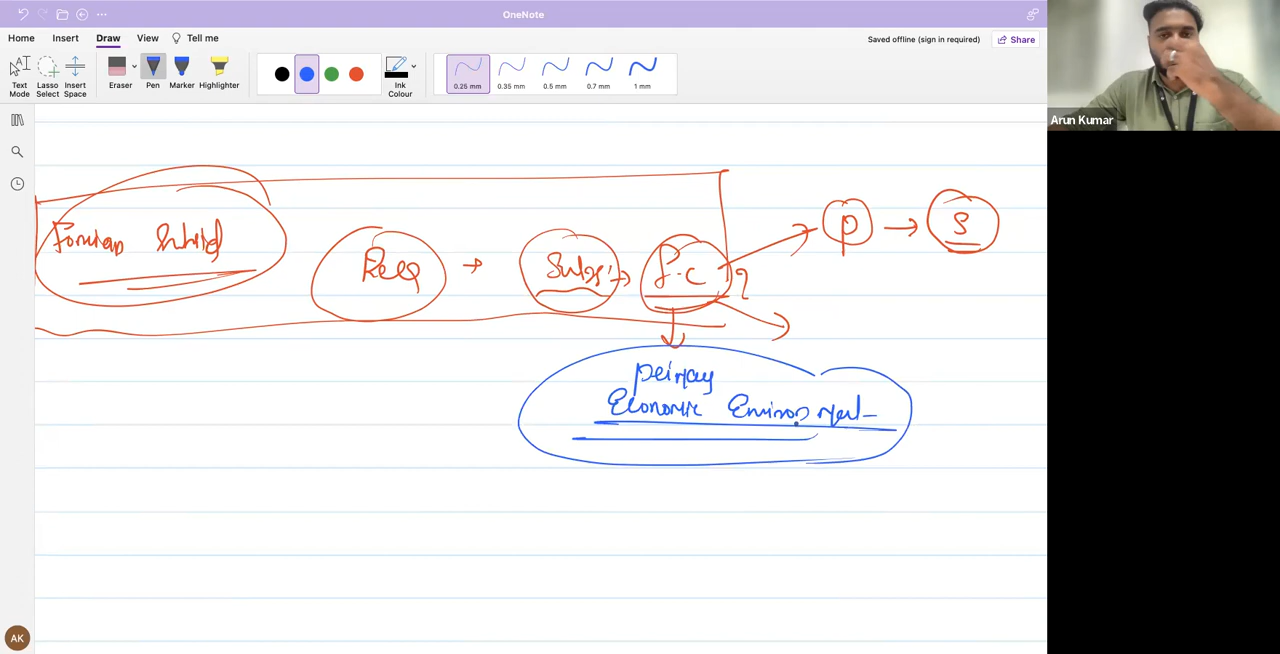 OneNote
Home Insert Draw View Tell me
Saved offline (sign in required) Share
Text Mode
Lasso Select
Insert Space
Eraser
Pen
Marker
Highlighter
Ink Colour
0.25 mm
0.35 mm
0.5 mm
0.7 mm
1 mm
Arun Kumar
P → S
→
f.c ?
Economic
AK